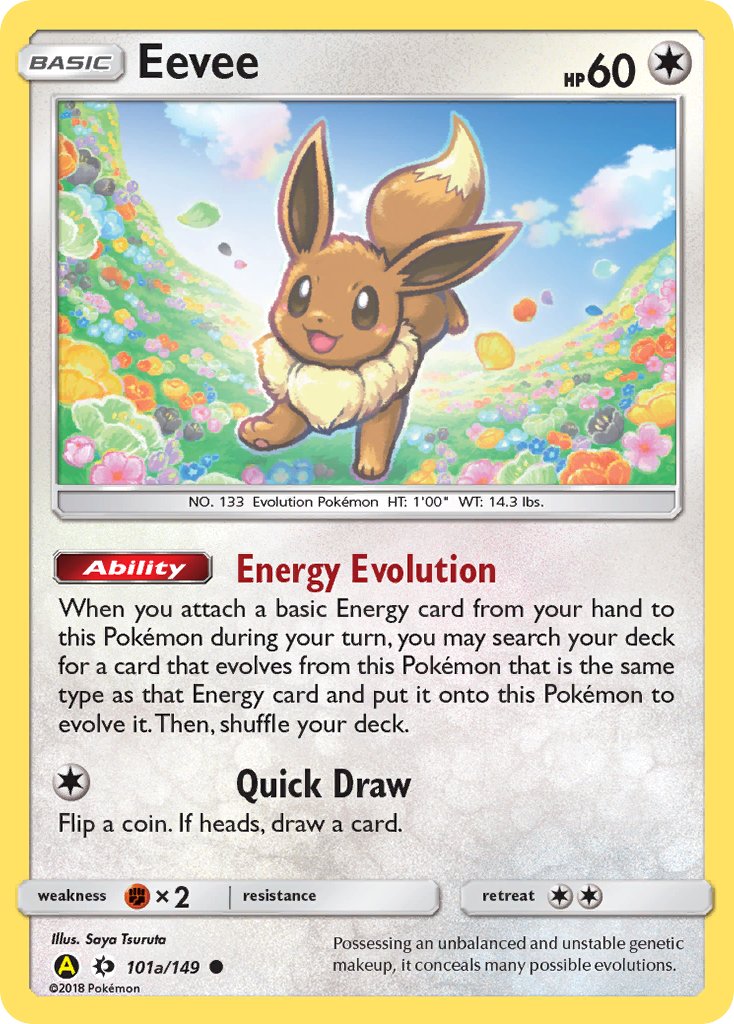 BASIC Eevee HP60
NO. 133 Evolution Pokémon HT: 1'00" WT: 14.3 lbs.
Ability Energy Evolution
When you attach a basic Energy card from your hand to
this Pokémon during your turn, you may search your deck
for a card that evolves from this Pokémon that is the same
type as that Energy card and put it onto this Pokémon to
evolve it. Then, shuffle your deck.
Quick Draw
Flip a coin. If heads, draw a card.
weakness ×2 resistance retreat
Illus. Saya Tsuruta
A 101a/149
©2018 Pokémon
Possessing an unbalanced and unstable genetic
makeup, it conceals many possible evolutions.